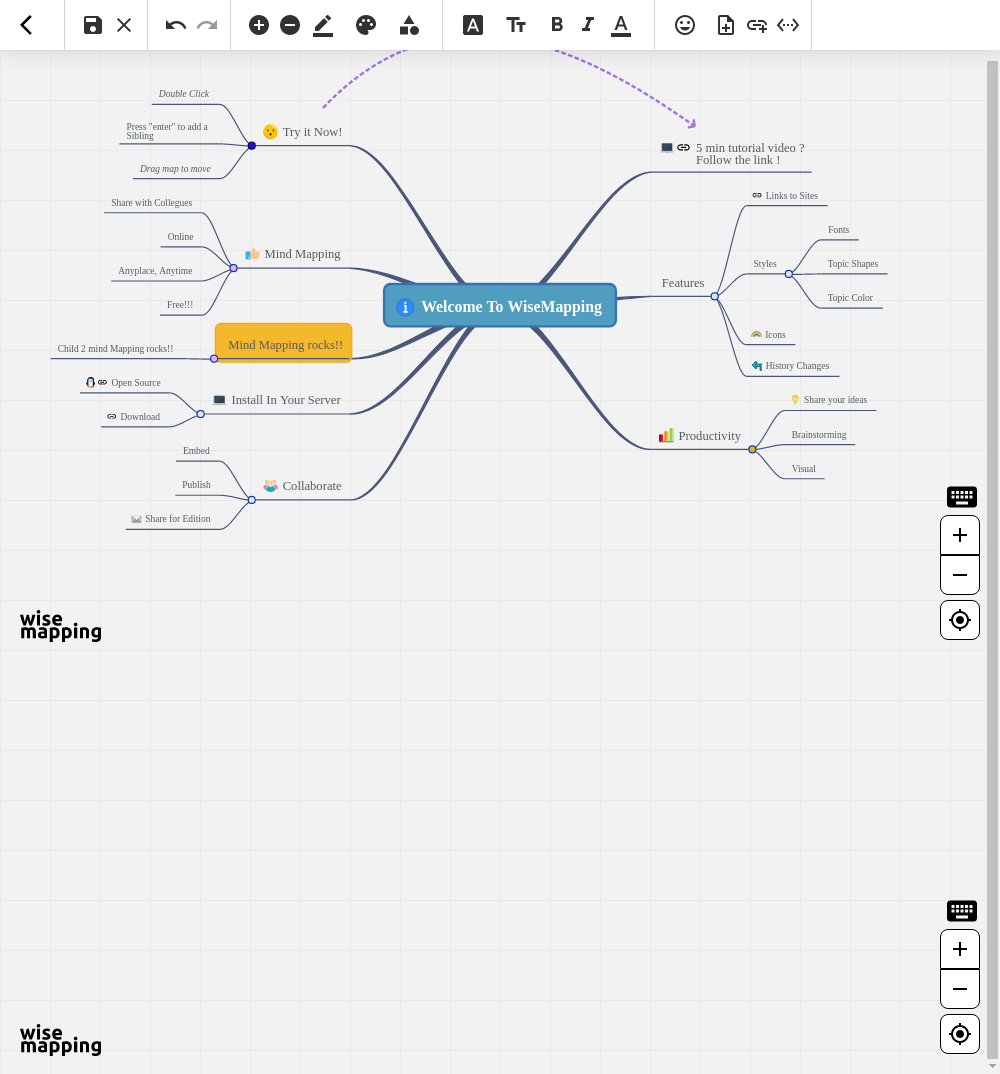 Double Click
Press "enter" to add a
Sibling
Drag map to move
Try it Now!
Share with Collegues
Online
Anyplace, Anytime
Free!!!
Mind Mapping
Child 2 mind Mapping rocks!!
Mind Mapping rocks!!
Open Source
Download
Install In Your Server
Embed
Publish
Share for Edition
Collaborate
Welcome To WiseMapping
5 min tutorial video ?
Follow the link !
Features
Links to Sites
Styles
Fonts
Topic Shapes
Topic Color
Icons
History Changes
Productivity
Share your ideas
Brainstorming
Visual
wise
mapping
wise
mapping